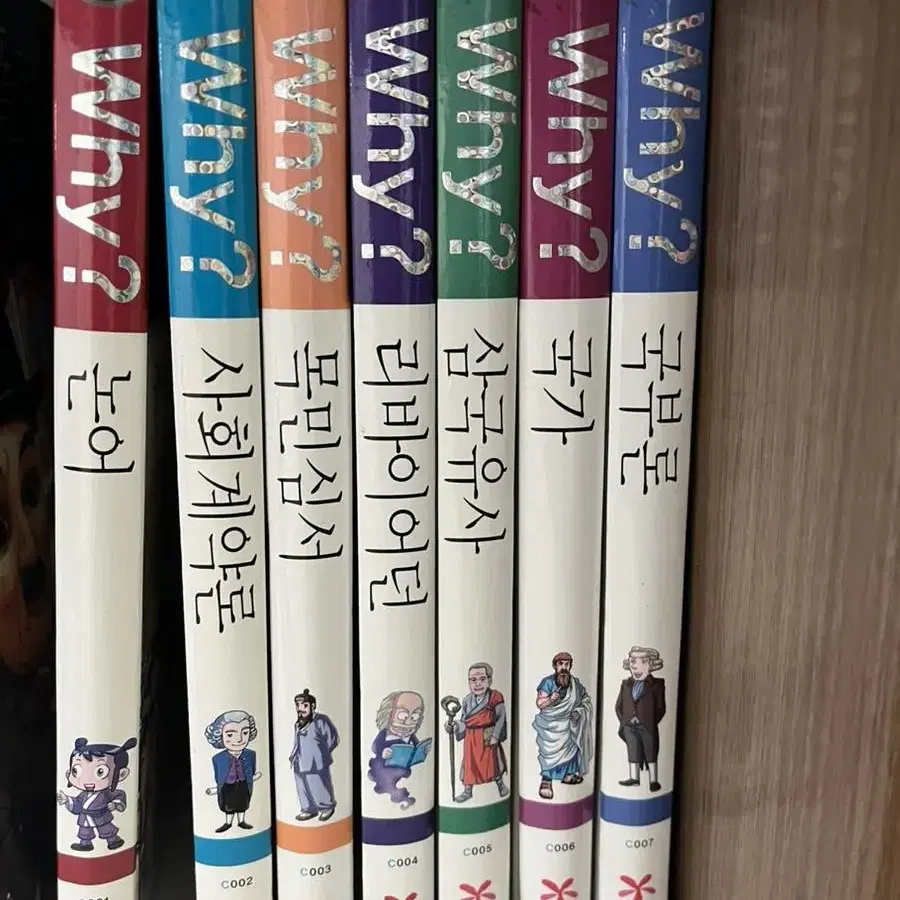 Why?
논어
Why?
사회계약론
C002
Why?
목민심서
C003
Why?
리바이어던
C004
Why?
삼국유사
C005
Why?
국가
C006
Why?
국부론
C007